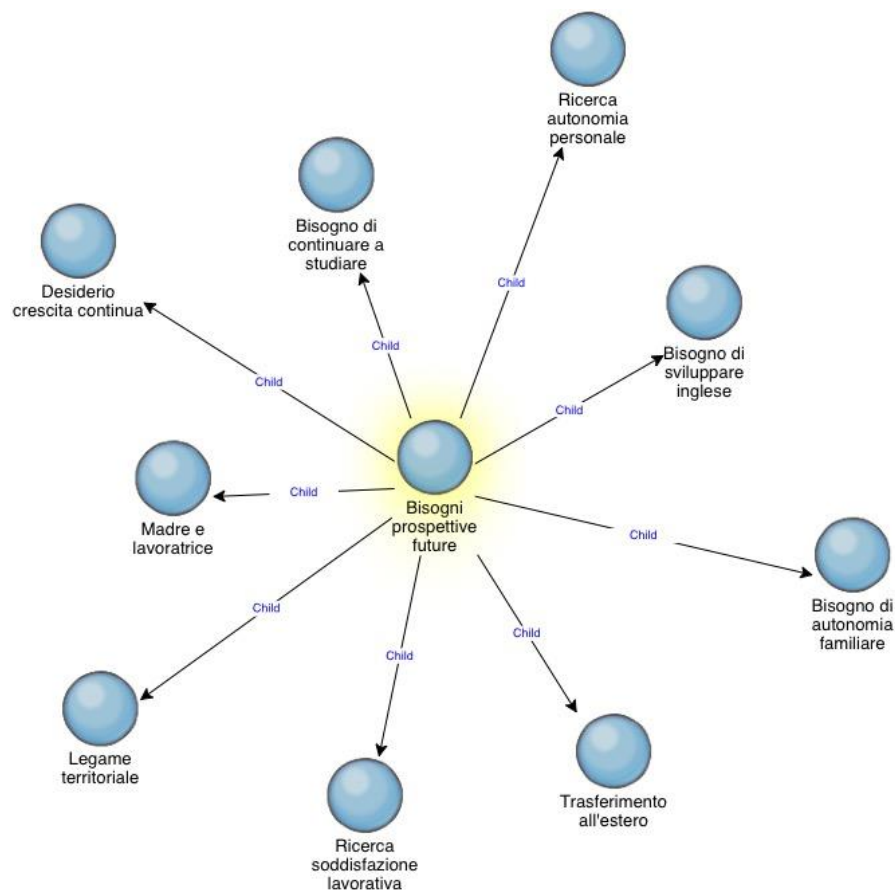 Ricerca
autonomia
personale
Bisogno di
continuare a
studiare
Desiderio
crescita continua
Child
Child
Bisogno di
sviluppare
inglese
Child
Child
Child
Madre e
lavoratrice
Child
Bisogni
prospettive
future
Child
Bisogno di
autonomia
familiare
Child
Child
Child
Legame
territoriale
Trasferimento
all'estero
Ricerca
soddisfazione
lavorativa